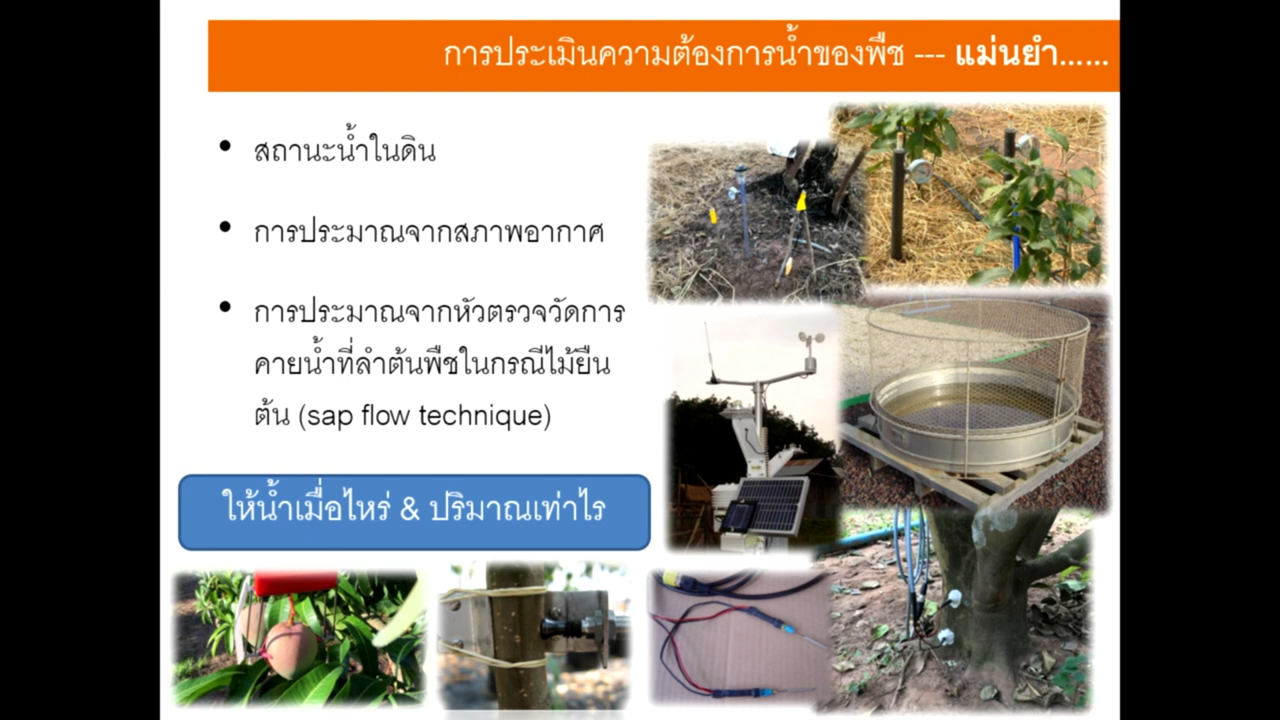 การประเมินความต้องการน้ำของพืช --- แม่นยำ......
• สถานะน้ำในดิน
• การประมาณจากสภาพอากาศ
• การประมาณจากหัวตรวจวัดการ
คายน้ำที่ลำต้นพืชในกรณีไม้ยืน
ต้น (sap flow technique)
ให้น้ำเมื่อไหร่ & ปริมาณเท่าไร